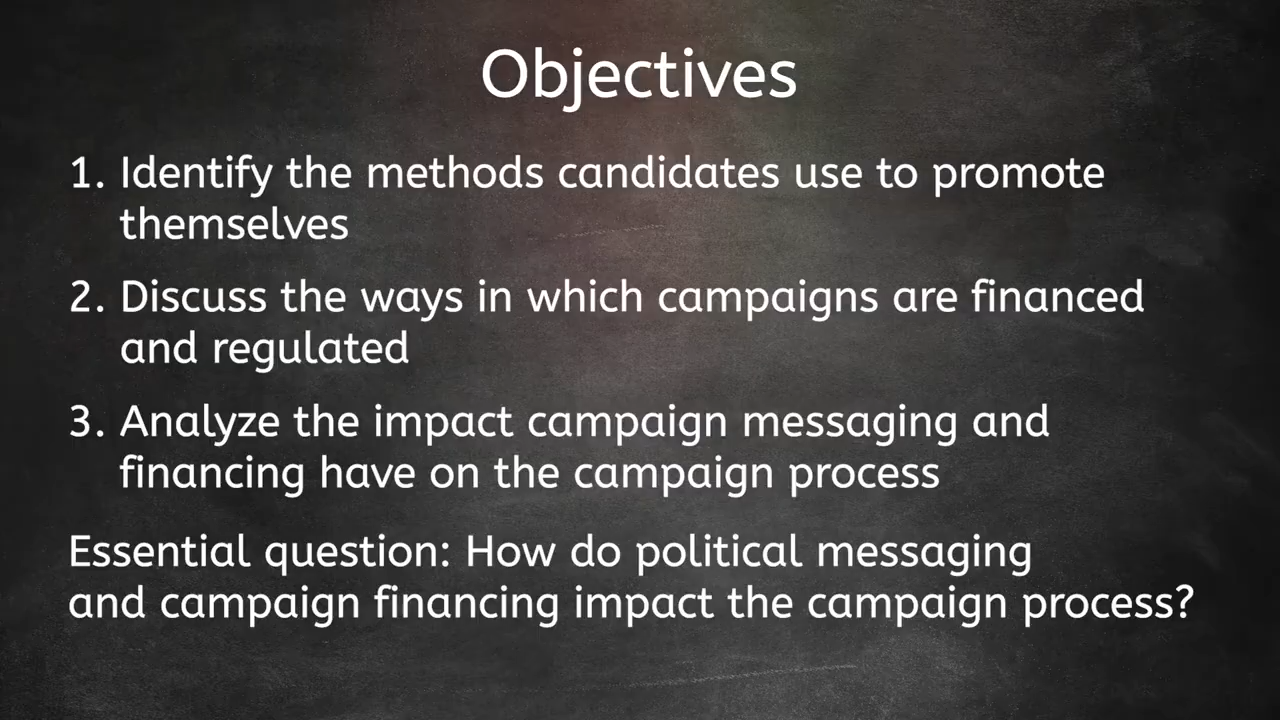 Objectives
1. Identify the methods candidates use to promote
themselves
2. Discuss the ways in which campaigns are financed
and regulated
3. Analyze the impact campaign messaging and
financing have on the campaign process
Essential question: How do political messaging
and campaign financing impact the campaign process?